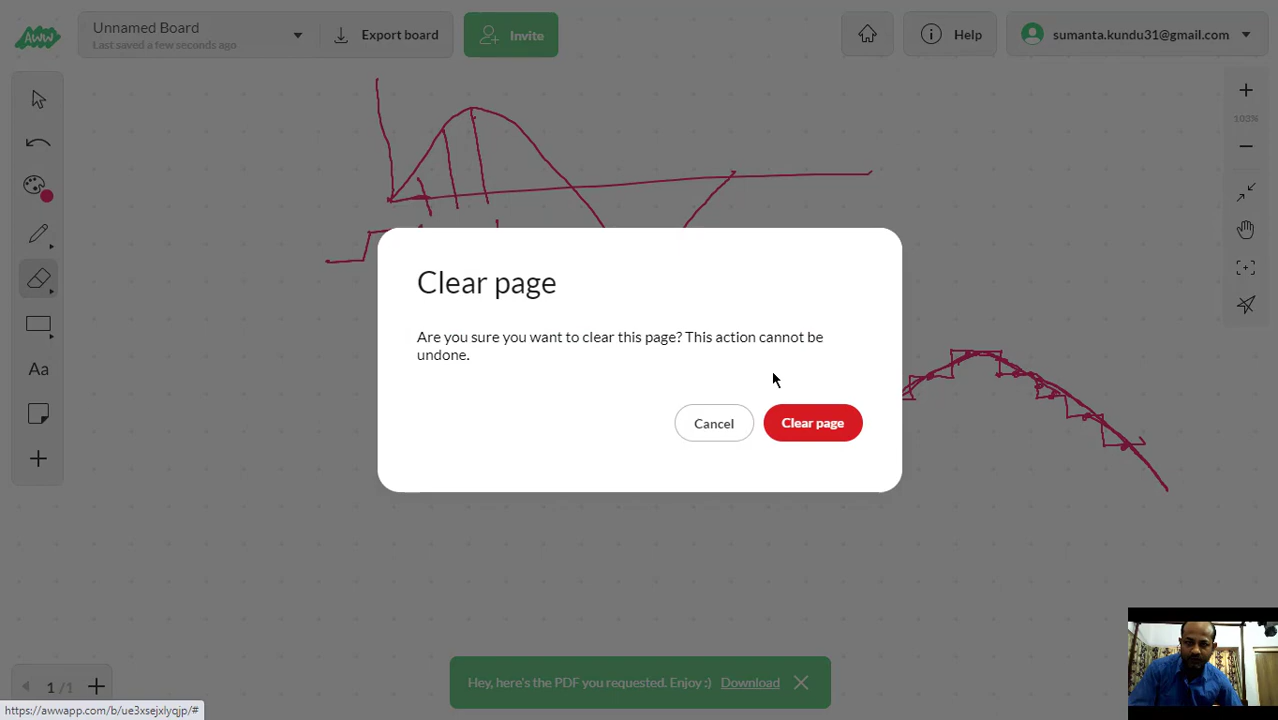 AWW
Unnamed Board
Last saved a few seconds ago
Export board
Invite
Help
sumanta.kundu31@gmail.com
103%
Clear page
Are you sure you want to clear this page? This action cannot be
undone.
Cancel
Clear page
Aa
Hey, here's the PDF you requested. Enjoy :) Download
1 /1
https://awwapp.com/b/ue3xsejxlyqjp/#